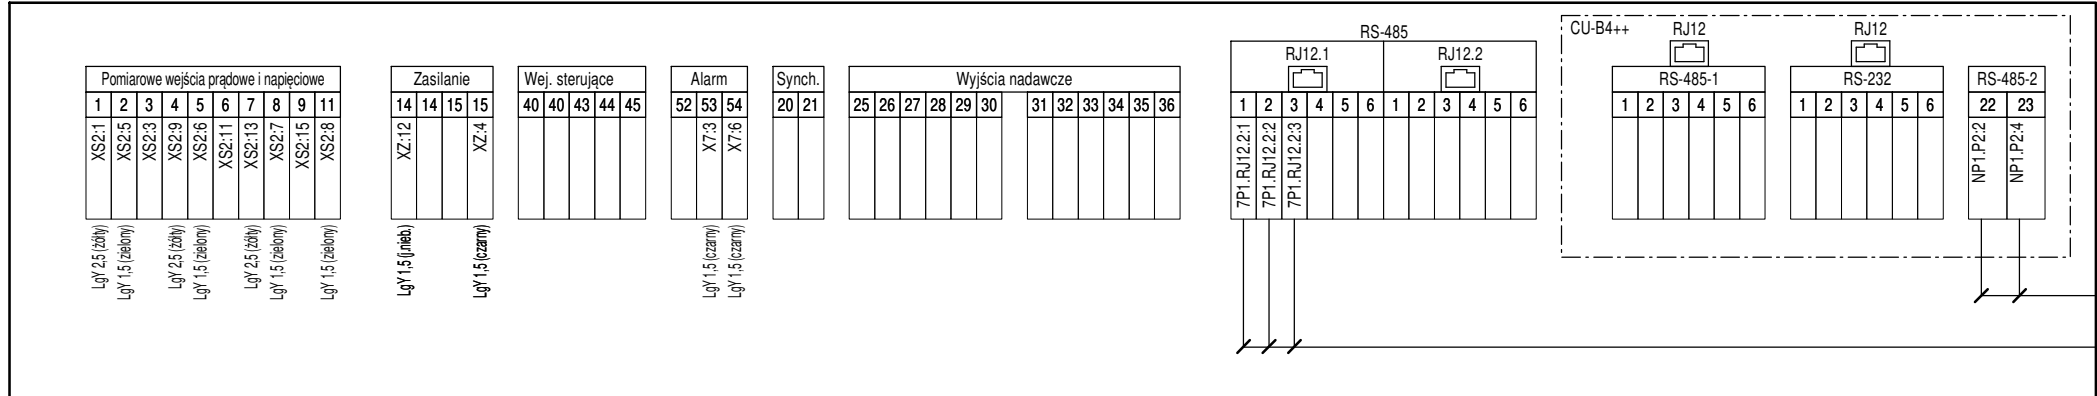 RS-485
CU-B4++ RJ12 RJ12
RJ12.1 RJ12.2
Pomiarowe wejścia prądowe i napięciowe Zasilanie Wej. sterujące Alarm Synch. Wyjścia nadawcze RS-485-1 RS-232 RS-485-2
1 2 3 4 5 6 7 8 9 11 14 14 15 15 40 40 43 44 45 52 53 54 20 21 25 26 27 28 29 30 31 32 33 34 35 36 1 2 3 4 5 6 1 2 3 4 5 6 1 2 3 4 5 6 1 2 3 4 5 6 22 23
XS2:1
XS2:5
XS2:3
XS2:9
XS2:6
XS2:11
XS2:13
XS2:7
XS2:15
XS2:8
XZ:12
XZ:4
X7:3
X7:6
7P1.RJ12.2:1
7P1.RJ12.2:2
7P1.RJ12.2:3
NP1.P2:2
NP1.P2:4
LgY 2,5 (żółty)
LgY 1,5 (zielony)
LgY 2,5 (żółty)
LgY 1,5 (zielony)
LgY 2,5 (żółty)
LgY 1,5 (zielony)
LgY 1,5 (zielony)
LgY 1,5 (j.nieb.)
LgY 1,5 (czarny)
LgY 1,5 (czarny)
LgY 1,5 (czarny)